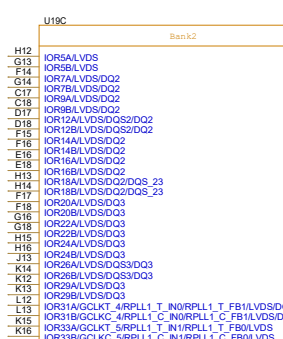 U19C
Bank2
H12 IOR5A/LVDS
G13 IOR5B/LVDS
F14 IOR7A/LVDS/DQ2
G14 IOR7B/LVDS/DQ2
C17 IOR9A/LVDS/DQ2
C18 IOR9B/LVDS/DQ2
D17 IOR12A/LVDS/DQS2/DQ2
D18 IOR12B/LVDS/DQS2/DQ2
F15 IOR14A/LVDS/DQ2
F16 IOR14B/LVDS/DQ2
E16 IOR16A/LVDS/DQ2
E18 IOR16B/LVDS/DQ2
H13 IOR18A/LVDS/DQ2/DQS_23
H14 IOR18B/LVDS/DQ2/DQS_23
F17 IOR20A/LVDS/DQ3
F18 IOR20B/LVDS/DQ3
G16 IOR22A/LVDS/DQ3
G18 IOR22B/LVDS/DQ3
H15 IOR24A/LVDS/DQ3
H16 IOR24B/LVDS/DQ3
J13 IOR26A/LVDS/DQS3/DQ3
K14 IOR26B/LVDS/DQS3/DQ3
K12 IOR29A/LVDS/DQ3
K13 IOR29B/LVDS/DQ3
L12 IOR31A/GCLKT_4/RPLL1_T_IN0/RPLL1_T_FB1/LVDS/D
L13 IOR31B/GCLKC_4/RPLL1_C_IN0/RPLL1_C_FB1/LVDS/D
K15 IOR33A/GCLKT_5/RPLL1_T_IN1/RPLL1_T_FB0/LVDS
K16 IOR33B/GCLKC_5/RPLL1_C_IN1/RPLL1_C_FB0/LVDS